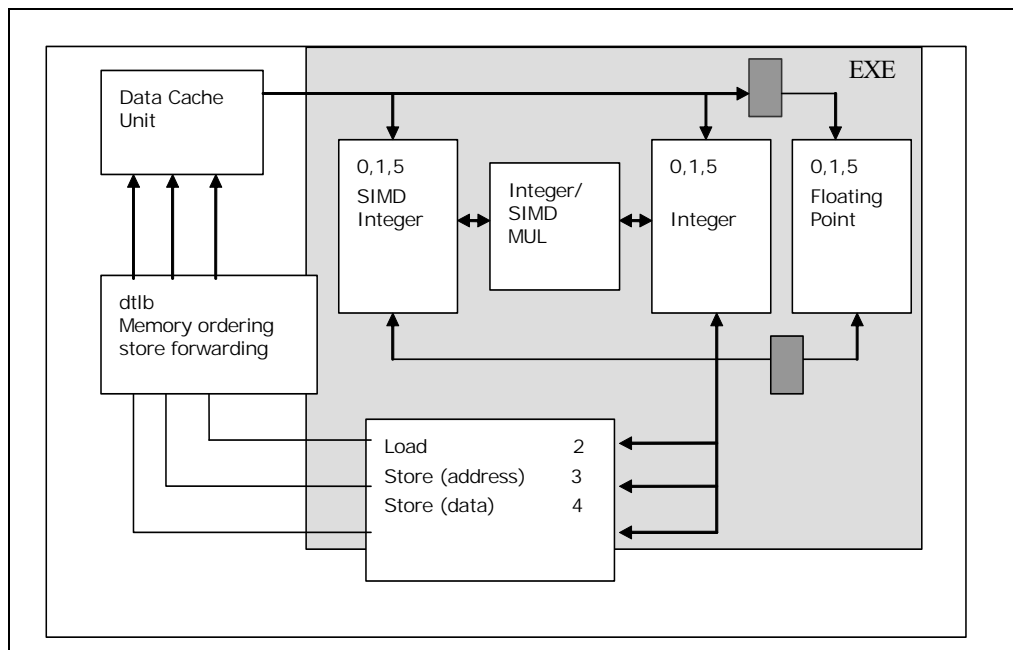 EXE
Data Cache
Unit
0,1,5
SIMD
Integer
Integer/
SIMD
MUL
0,1,5
Integer
0,1,5
Floating
Point
dtlb
Memory ordering
store forwarding
Load 2
Store (address) 3
Store (data) 4